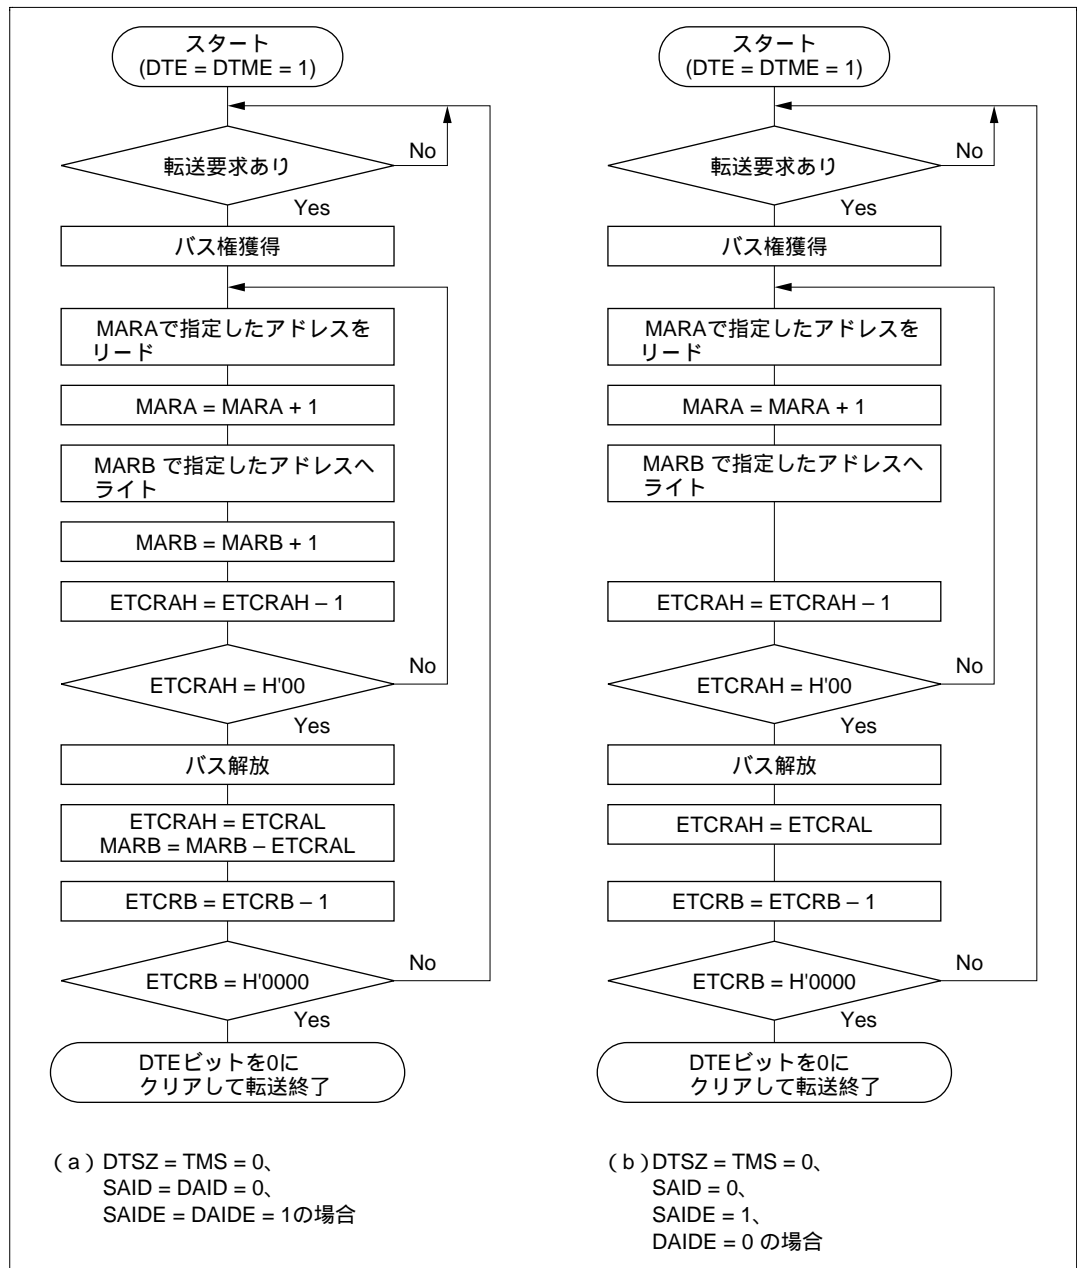 スタート
(DTE = DTME = 1)
転送要求あり
No
Yes
バス権獲得
MARAで指定したアドレスを
リード
MARA = MARA + 1
MARB で指定したアドレスへ
ライト
MARB = MARB + 1
ETCRAH = ETCRAH – 1
ETCRAH = H'00
No
Yes
バス解放
ETCRAH = ETCRAL
MARB = MARB – ETCRAL
ETCRB = ETCRB – 1
ETCRB = H'0000
No
Yes
DTEビットを0に
クリアして転送終了
(a) DTSZ = TMS = 0、
SAID = DAID = 0、
SAIDE = DAIDE = 1の場合
スタート
(DTE = DTME = 1)
転送要求あり
No
Yes
バス権獲得
MARAで指定したアドレスを
リード
MARA = MARA + 1
MARB で指定したアドレスへ
ライト
ETCRAH = ETCRAH – 1
ETCRAH = H'00
No
Yes
バス解放
ETCRAH = ETCRAL
ETCRB = ETCRB – 1
ETCRB = H'0000
No
Yes
DTEビットを0に
クリアして転送終了
(b) DTSZ = TMS = 0、
SAID = 0、
SAIDE = 1、
DAIDE = 0 の場合